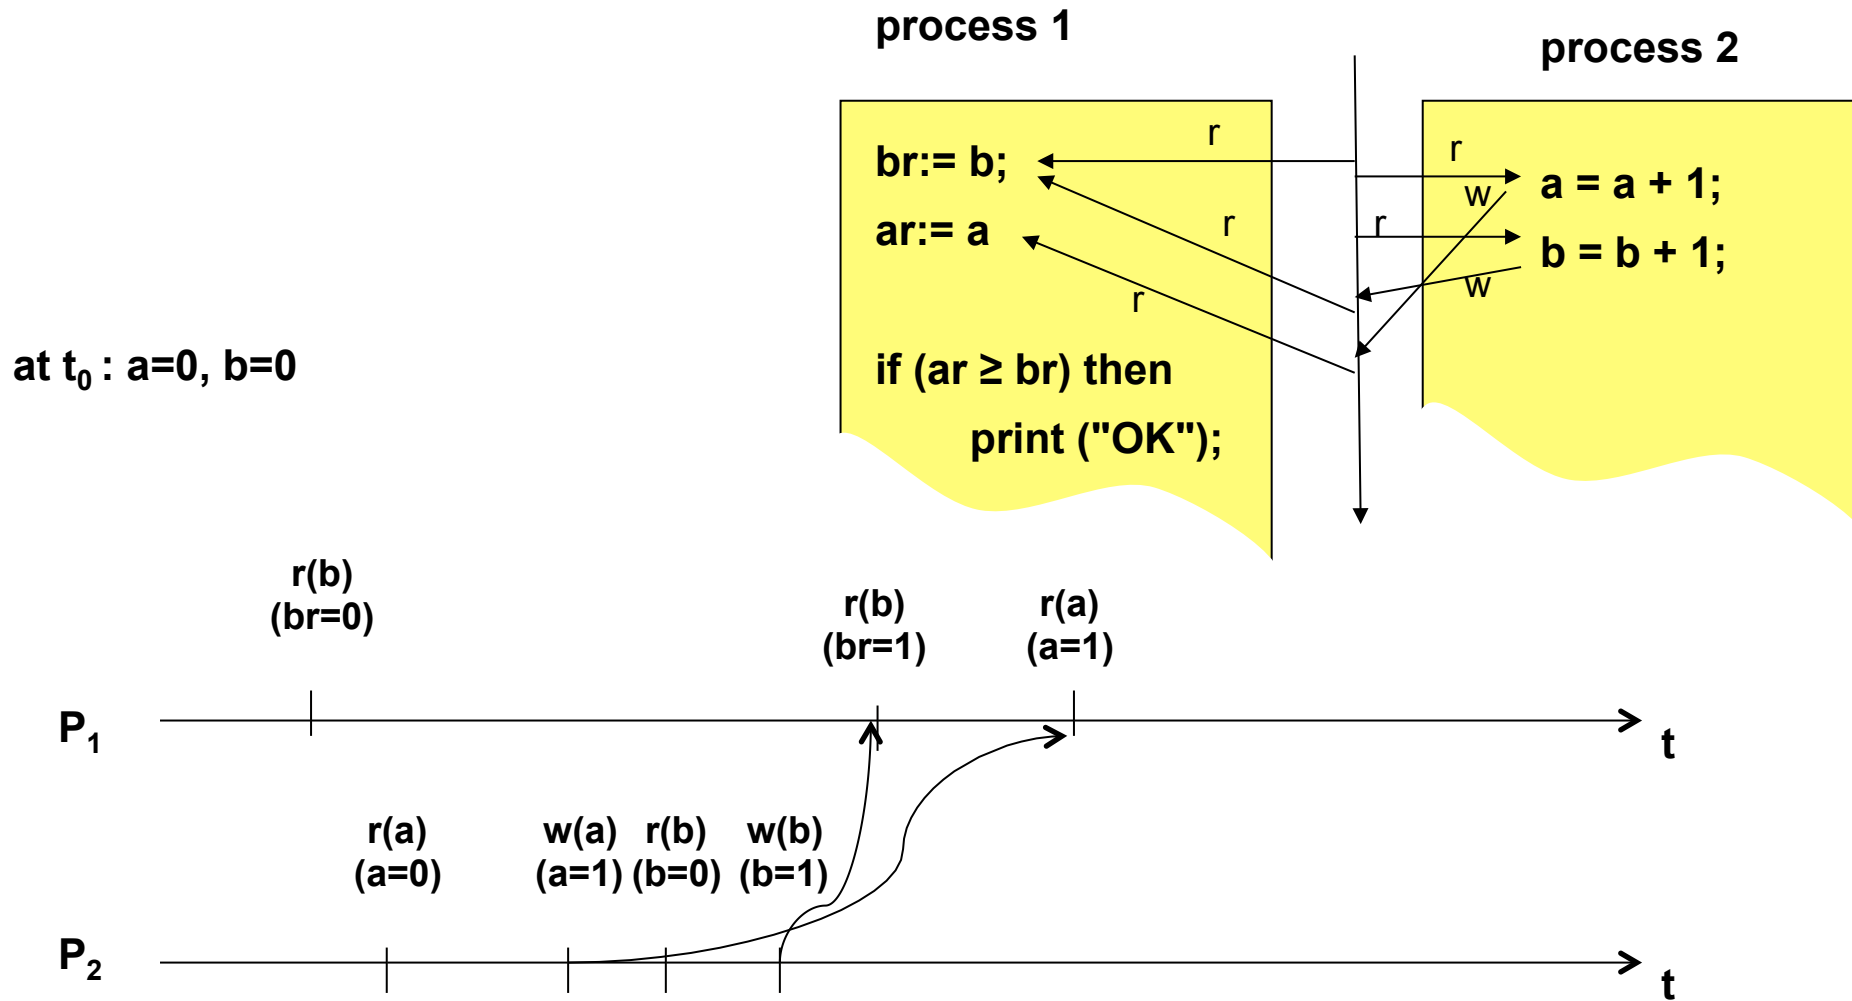 process 1
process 2
r
r
br:= b;
a = a + 1;
w
r
r
ar:= a
b = b + 1;
w
r
at t₀ : a=0, b=0
if (ar ≥ br) then
print ("OK");
r(b)
(br=0)
r(b)
(br=1)
r(a)
(a=1)
P₁
t
r(a)
(a=0)
w(a)
(a=1)
r(b)
(b=0)
w(b)
(b=1)
P₂
t